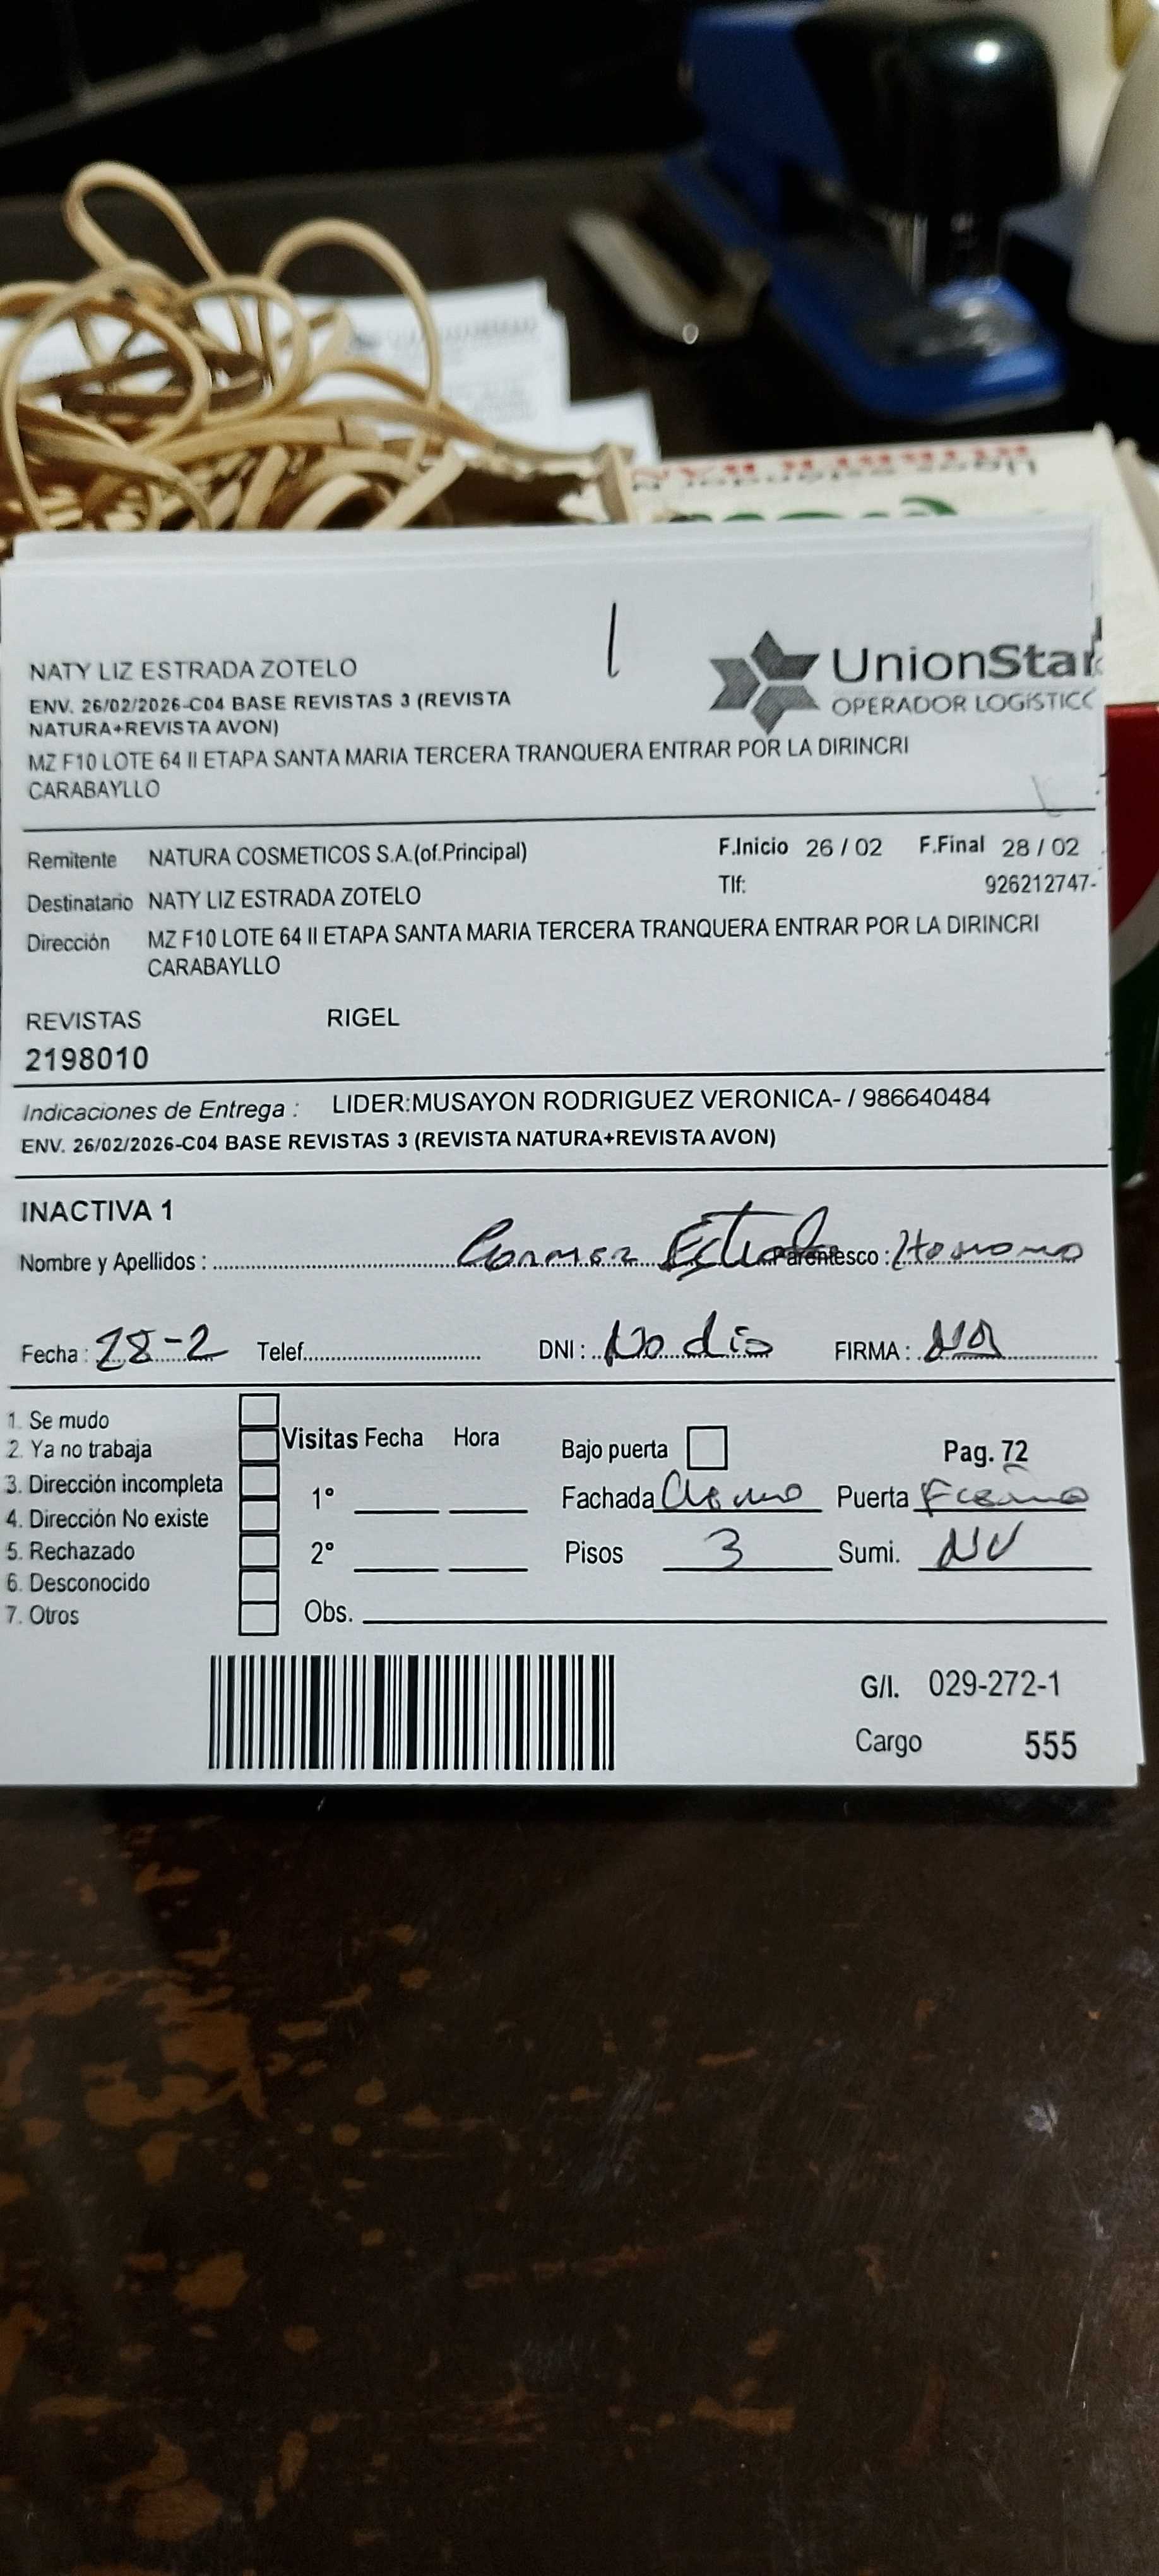 NATY LIZ ESTRADA ZOTELO
ENV. 26/02/2026-C04 BASE REVISTAS 3 (REVISTA
NATURA+REVISTA AVON)
MZ F10 LOTE 64 II ETAPA SANTA MARIA TERCERA TRANQUERA ENTRAR POR LA DIRINCRI
CARABAYLLO
UnionStar
OPERADOR LOGISTICO
Remitente NATURA COSMETICOS S.A.(of.Principal) F.Inicio 26 / 02 F.Final 28 / 02
Tlf: 926212747-
Destinatario NATY LIZ ESTRADA ZOTELO
Dirección MZ F10 LOTE 64 II ETAPA SANTA MARIA TERCERA TRANQUERA ENTRAR POR LA DIRINCRI
CARABAYLLO
REVISTAS RIGEL
2198010
Indicaciones de Entrega : LIDER:MUSAYON RODRIGUEZ VERONICA- / 986640484
ENV. 26/02/2026-C04 BASE REVISTAS 3 (REVISTA NATURA+REVISTA AVON)
INACTIVA 1
Nombre y Apellidos : Estrada Parentesco :
Fecha : 28-2 Telef. DNI : No dio FIRMA :
1. Se mudo
2. Ya no trabaja
3. Dirección incompleta
4. Dirección No existe
5. Rechazado
6. Desconocido
7. Otros
Visitas Fecha Hora
1°
2°
Obs.
Bajo puerta Pag. 72
Fachada Puerta
Pisos 3 Sumi. NV
G/I. 029-272-1
Cargo 555